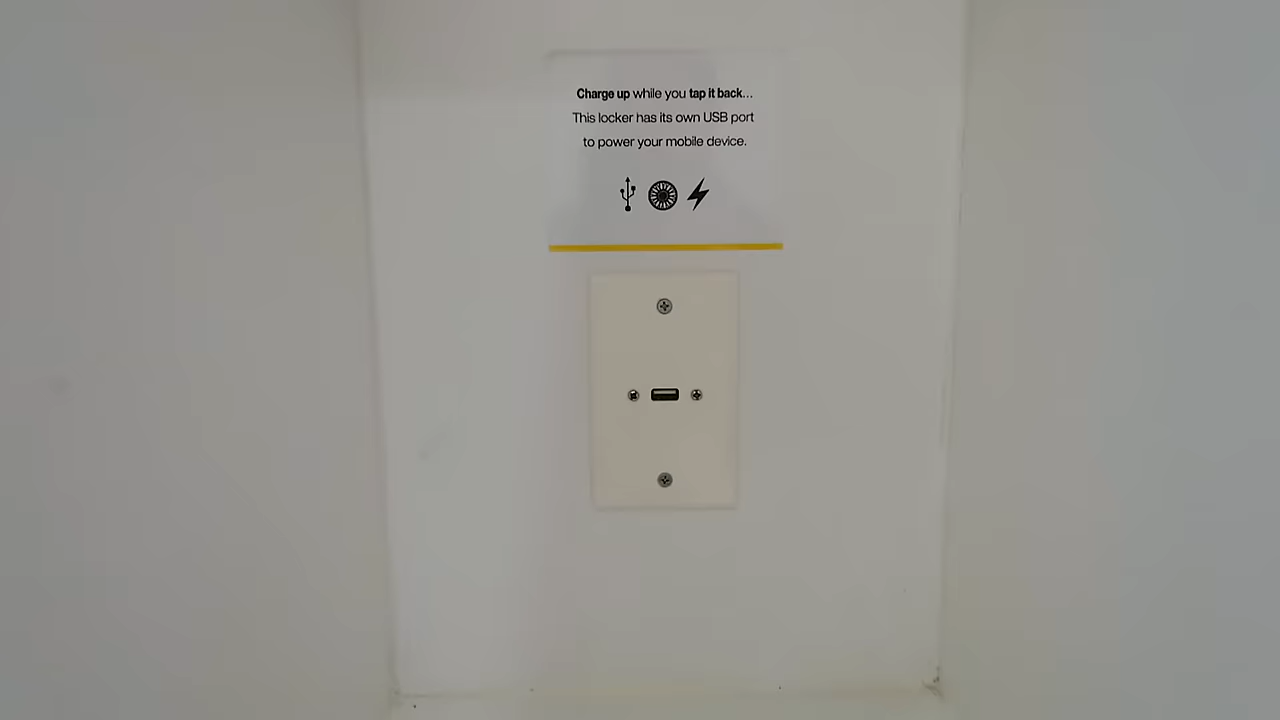 Charge up while you tap it back...
This locker has its own USB port
to power your mobile device.